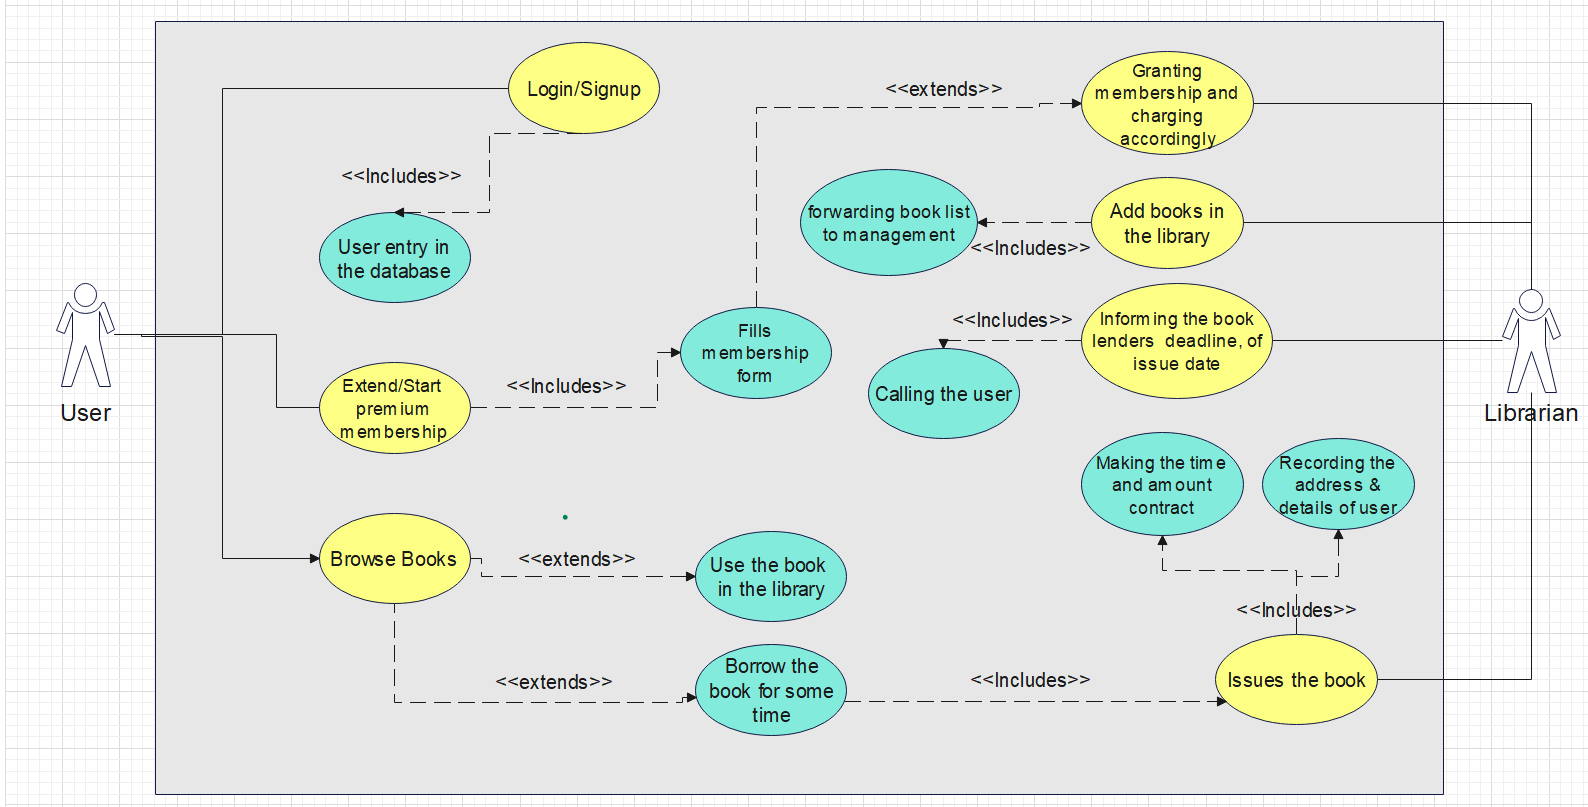 Login/Signup
<<Includes>>
User entry in
the database
User
Extend/Start
premium
membership
<<Includes>>
Fills
membership
form
<<extends>>
Granting
membership and
charging
accordingly
forwarding book list
to management
<<Includes>>
Add books in
the library
<<Includes>>
Informing the book
lenders deadline, of
issue date
Calling the user
Librarian
Making the time
and amount
contract
Recording the
address &
details of user
Browse Books
<<extends>>
Use the book
in the library
<<extends>>
Borrow the
book for some
time
<<Includes>>
<<Includes>>
Issues the book